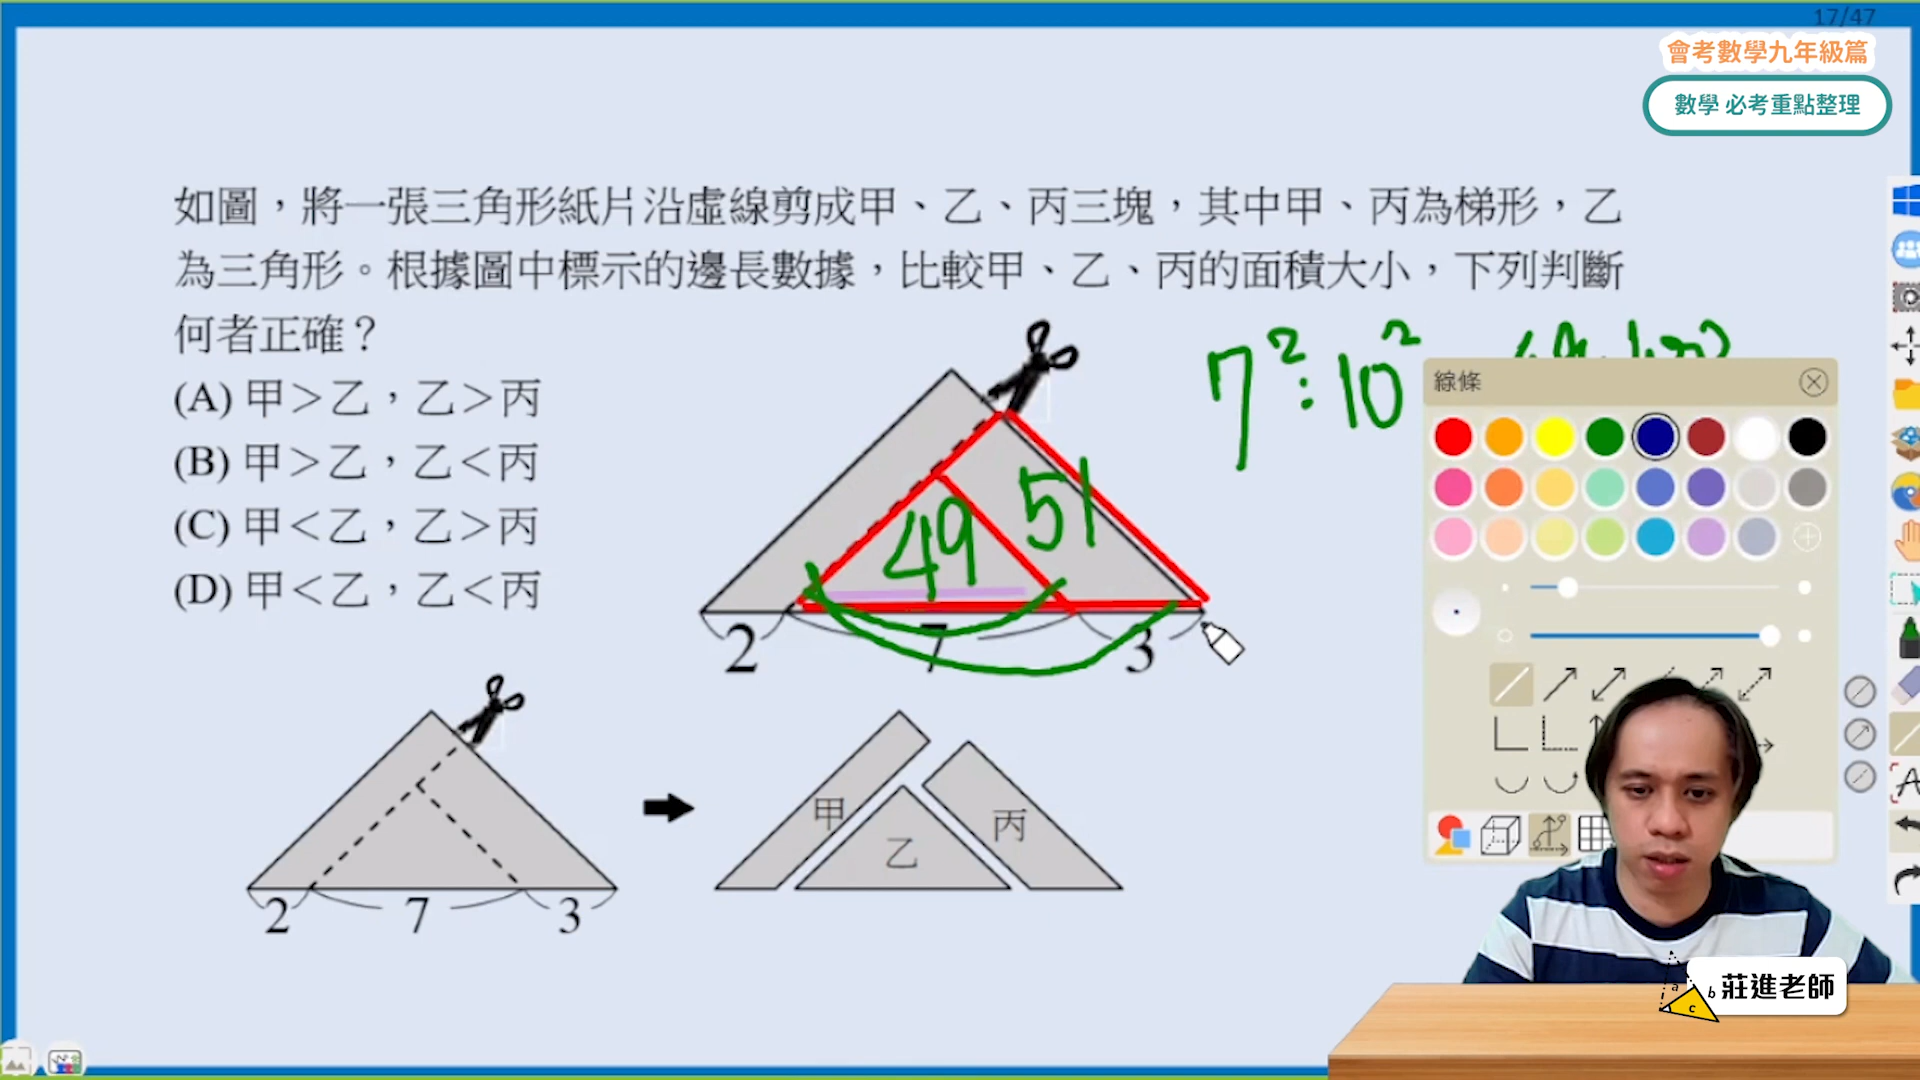 17/47
會考數學九年級篇
數學 必考重點整理
如圖，將一張三角形紙片沿虛線剪成甲、乙、丙三塊，其中甲、丙為梯形，乙
為三角形。根據圖中標示的邊長數據，比較甲、乙、丙的面積大小，下列判斷
何者正確？
(A) 甲＞乙，乙＞丙
(B) 甲＞乙，乙＜丙
(C) 甲＜乙，乙＞丙
(D) 甲＜乙，乙＜丙
7²:10²
線條
49
51
2
7
3
甲
乙
丙
2
7
3
a
b
c
莊進老師